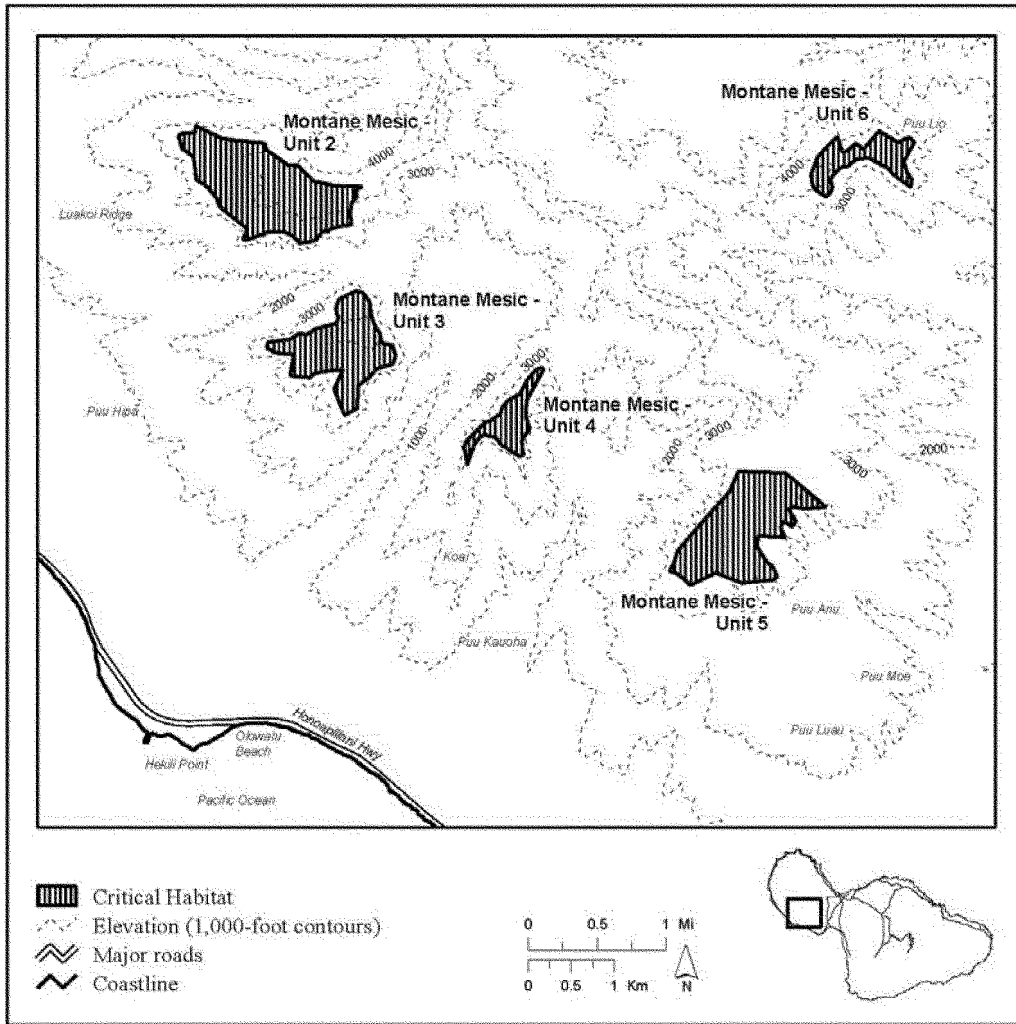 Montane Mesic -
Unit 6
Puu Lio
Montane Mesic -
Unit 2
4000
3000
4000
3000
Luakoi Ridge
2000
3000
Montane Mesic -
Unit 3
Puu Hipa
3000
2000
1000
Montane Mesic -
Unit 4
3000
2000
3000
2000
Koai
Montane Mesic -
Unit 5
Puu Anu
Puu Kauoha
Puu Moe
Puu Luau
Honoapiilani Hwy
Beach
Hekili Point
Pacific Ocean
Critical Habitat
Elevation (1,000-foot contours)
Major roads
Coastline
0 0.5 1 Mi
0 0.5 1 Km
N